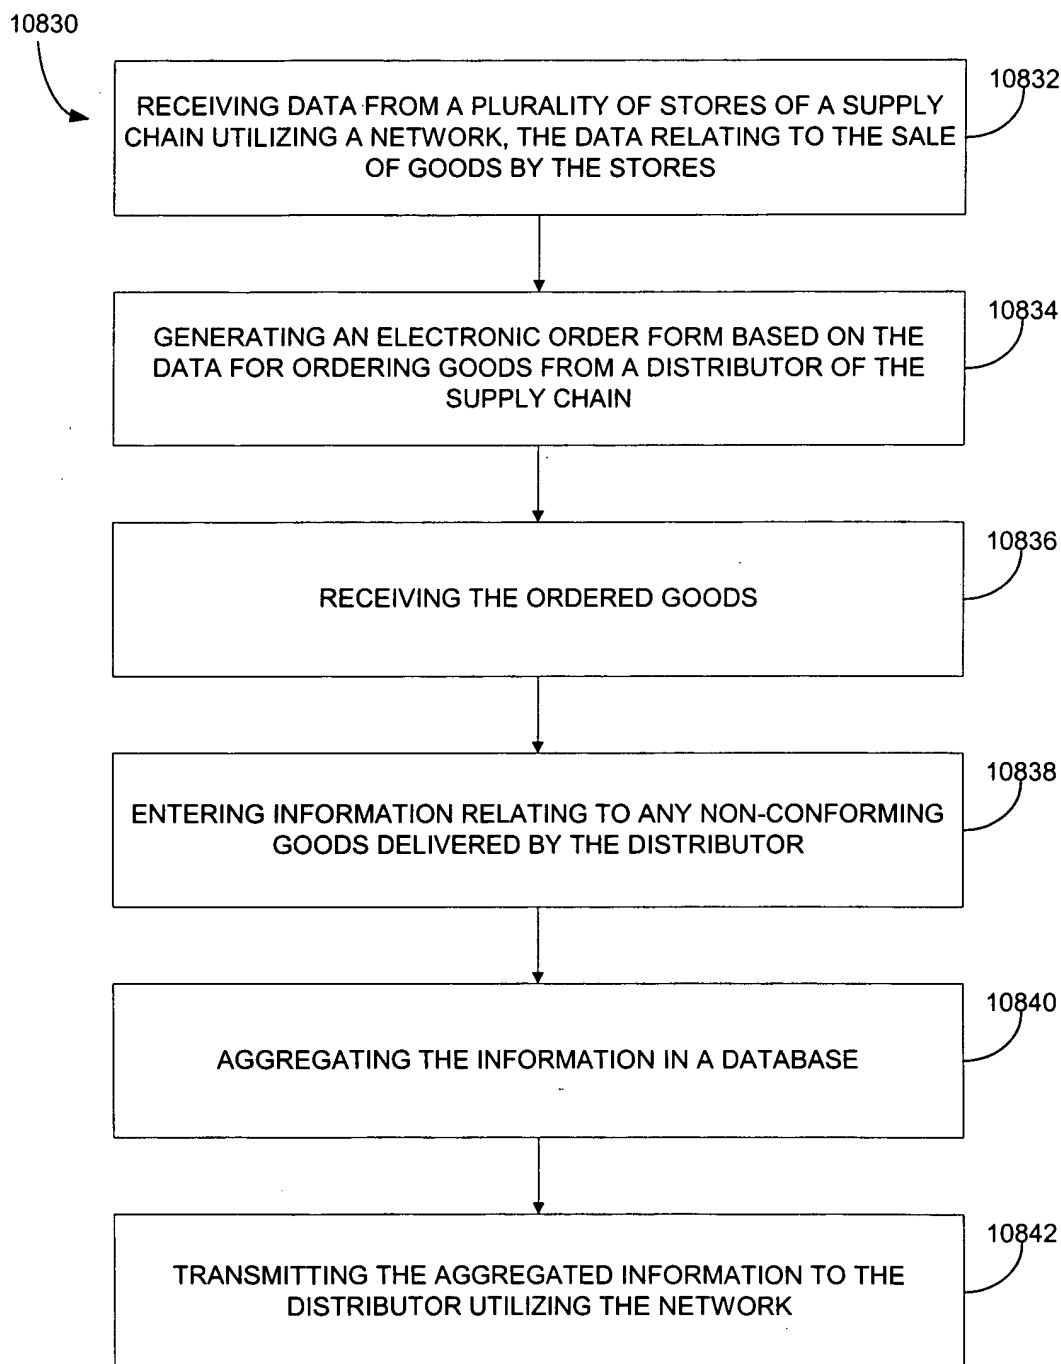 10830
10832
RECEIVING DATA FROM A PLURALITY OF STORES OF A SUPPLY
CHAIN UTILIZING A NETWORK, THE DATA RELATING TO THE SALE
OF GOODS BY THE STORES
10834
GENERATING AN ELECTRONIC ORDER FORM BASED ON THE
DATA FOR ORDERING GOODS FROM A DISTRIBUTOR OF THE
SUPPLY CHAIN
10836
RECEIVING THE ORDERED GOODS
10838
ENTERING INFORMATION RELATING TO ANY NON-CONFORMING
GOODS DELIVERED BY THE DISTRIBUTOR
10840
AGGREGATING THE INFORMATION IN A DATABASE
10842
TRANSMITTING THE AGGREGATED INFORMATION TO THE
DISTRIBUTOR UTILIZING THE NETWORK